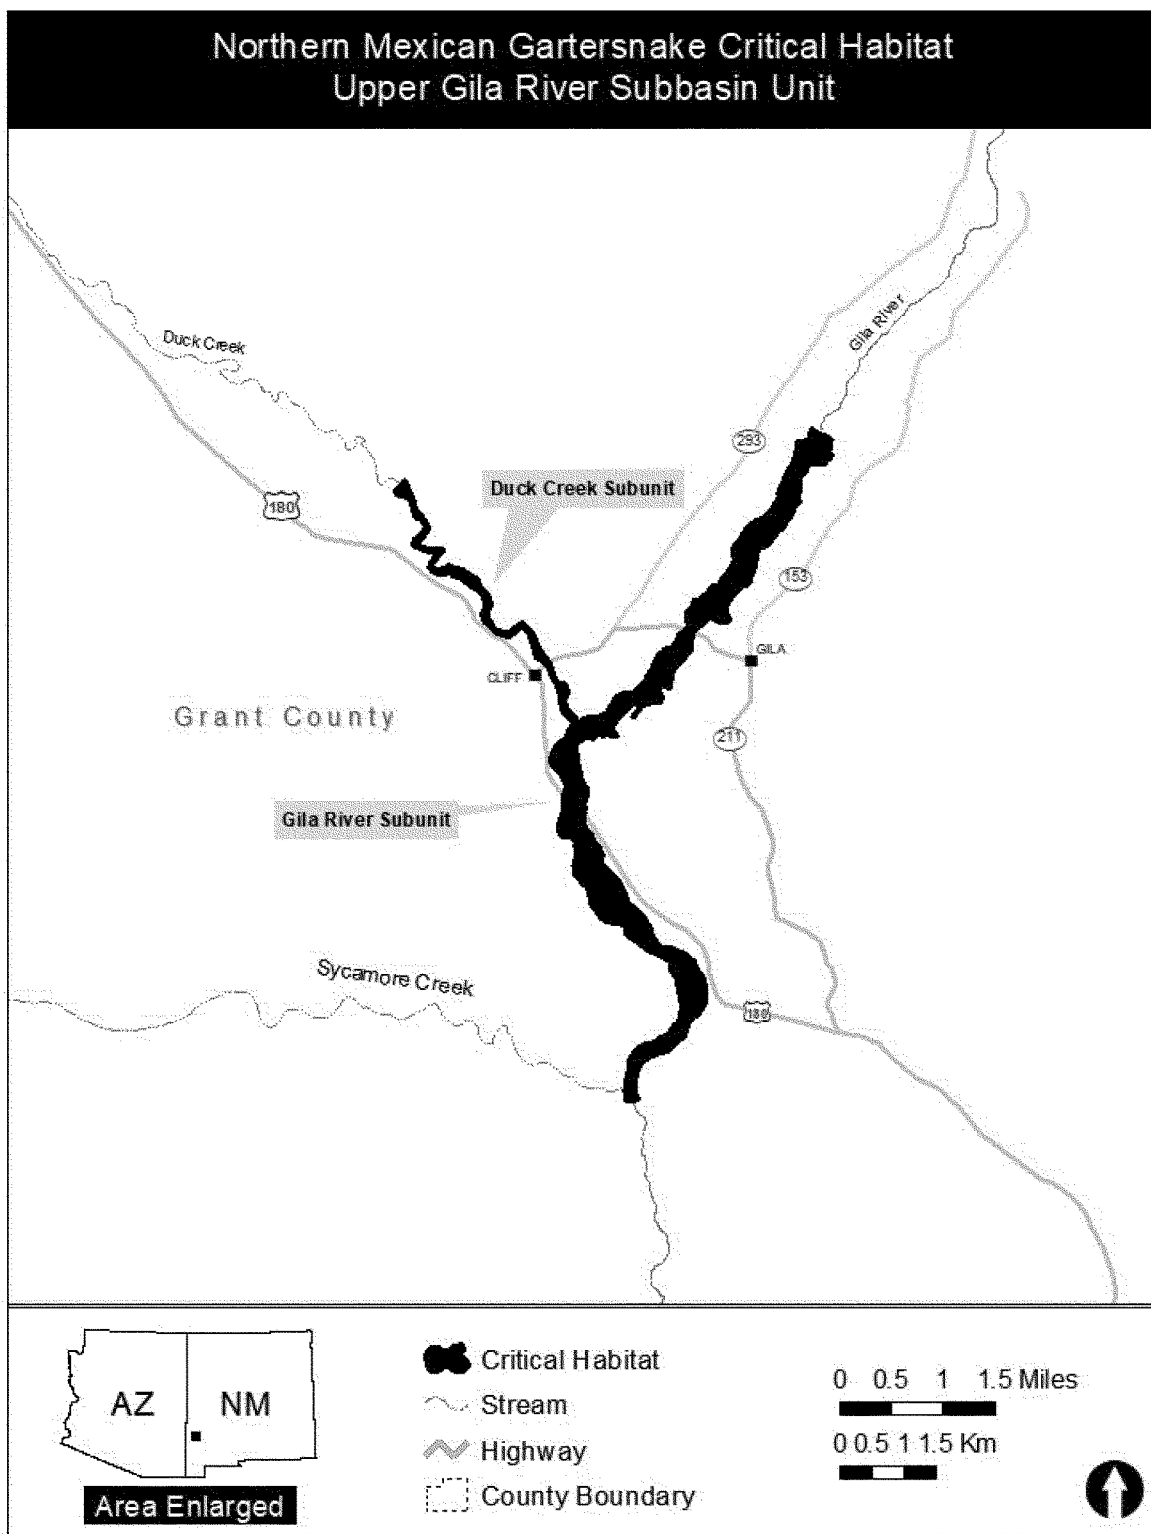 Northern Mexican Gartersnake Critical Habitat
Upper Gila River Subbasin Unit
Gila River
Duck Creek
293
Duck Creek Subunit
180
153
GILA
CLIFF
Grant County
211
Gila River Subunit
Sycamore Creek
180
AZ
NM
Area Enlarged
Critical Habitat
Stream
Highway
County Boundary
0 0.5 1 1.5 Miles
0 0.5 1 1.5 Km